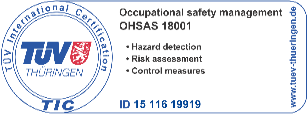 TÜV International Certification
TÜV
THÜRINGEN
TIC
Occupational safety management
OHSAS 18001
• Hazard detection
• Risk assessment
• Control measures
ID 15 116 19919
www.tuev-thueringen.de